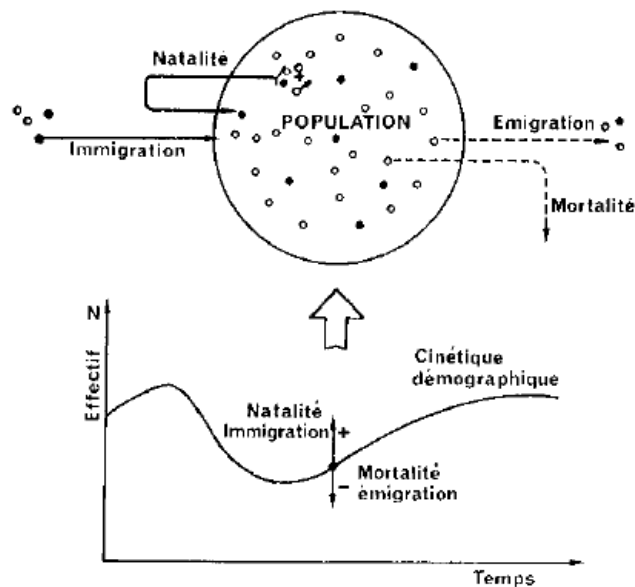 Natalité
POPULATION
Immigration
Emigration
Mortalité
N
Effectif
Cinétique
démographique
Natalité
Immigration
+
−
Mortalité
émigration
Temps